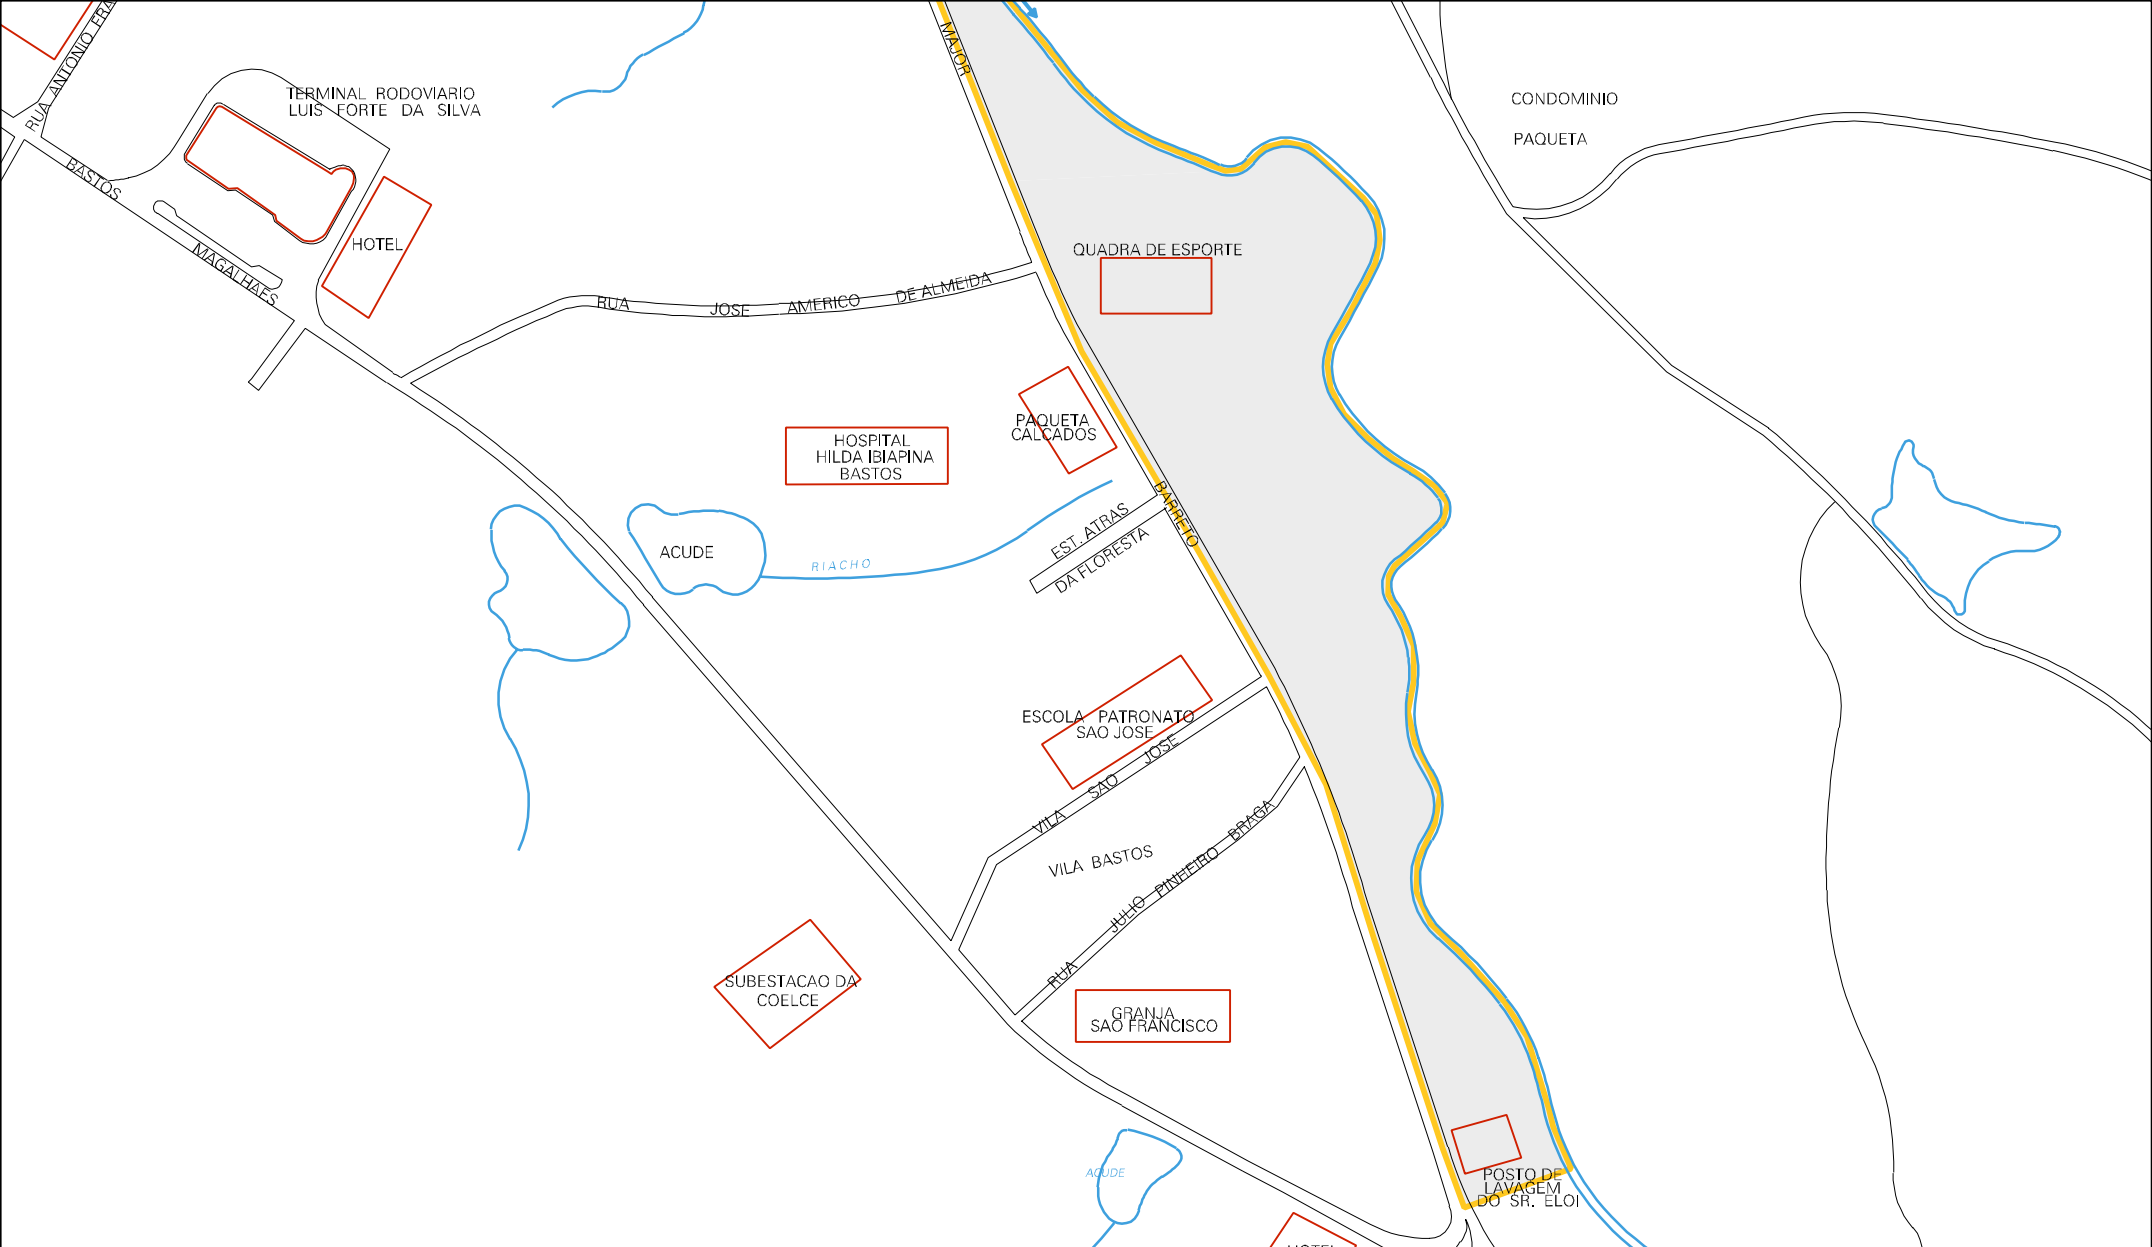 RUA ANTONIO FRA
MAJOR
TERMINAL RODOVIARIO
LUIS FORTE DA SILVA
CONDOMINIO
PAQUETA
BASTOS
MAGALHAES
HOTEL
QUADRA DE ESPORTE
RUA JOSE AMERICO DE ALMEIDA
PAQUETA
CALCADOS
HOSPITAL
HILDA IBIAPINA
BASTOS
BARRETO
EST. ATRAS
DA FLORESTA
ACUDE
RIACHO
ESCOLA PATRONATO
SAO JOSE
VILA SAO JOSE
VILA BASTOS
RUA JULIO PINHEIRO BRAGA
SUBESTACAO DA
COELCE
GRANJA
SAO FRANCISCO
ACUDE
POSTO DE
LAVAGEM
DO SR. ELOI
HOTEL